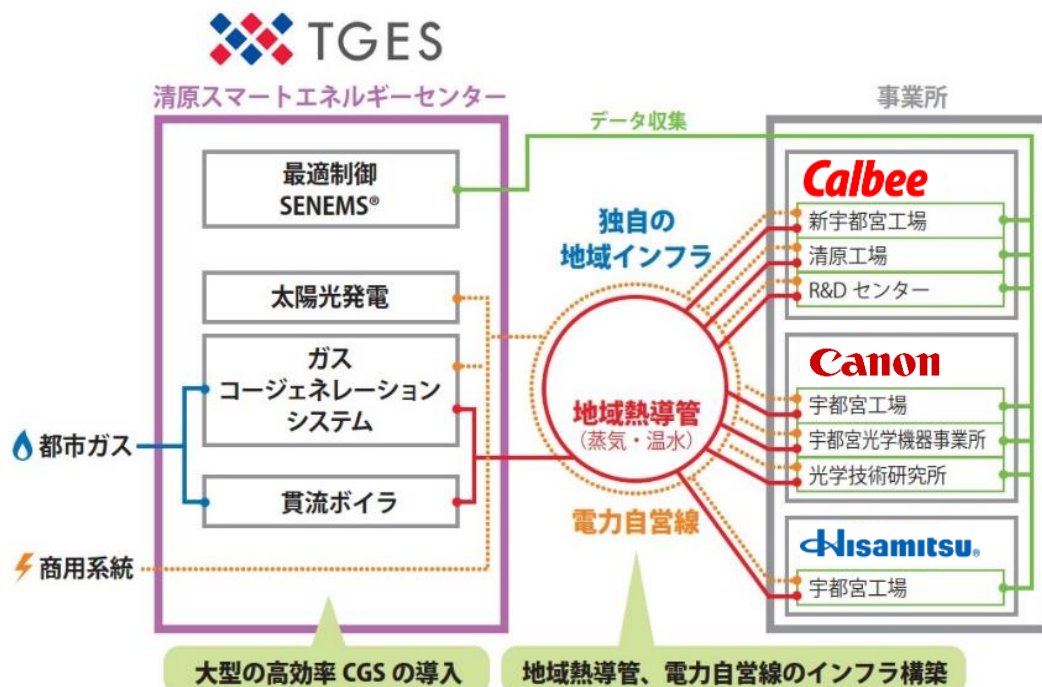 TGES
清原スマートエネルギーセンター
事業所
データ収集
最適制御
SENEMS®
太陽光発電
ガス
コージェネレーション
システム
貫流ボイラ
都市ガス
商用系統
独自の
地域インフラ
地域熱導管
（蒸気・温水）
電力自営線
Calbee
新宇都宮工場
清原工場
R&D センター
Canon
宇都宮工場
宇都宮光学機器事業所
光学技術研究所
Hisamitsu®
宇都宮工場
大型の高効率 CGS の導入
地域熱導管、電力自営線のインフラ構築